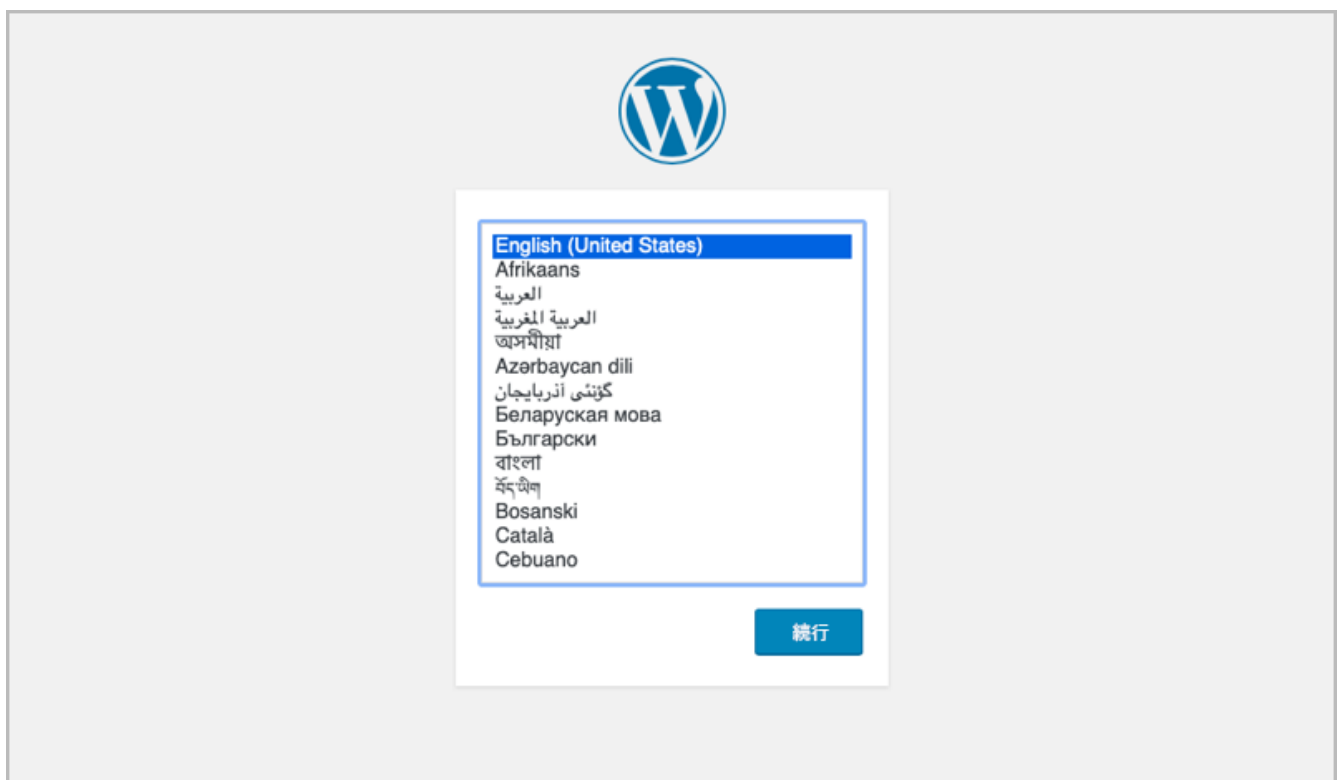 English (United States)
Afrikaans
العربية
العربية المغربية
অসমীয়া
Azərbaycan dili
گؤنئی آذربایجان
Беларуская мова
Български
বাংলা
བོད་ཡིག
Bosanski
Català
Cebuano
続行